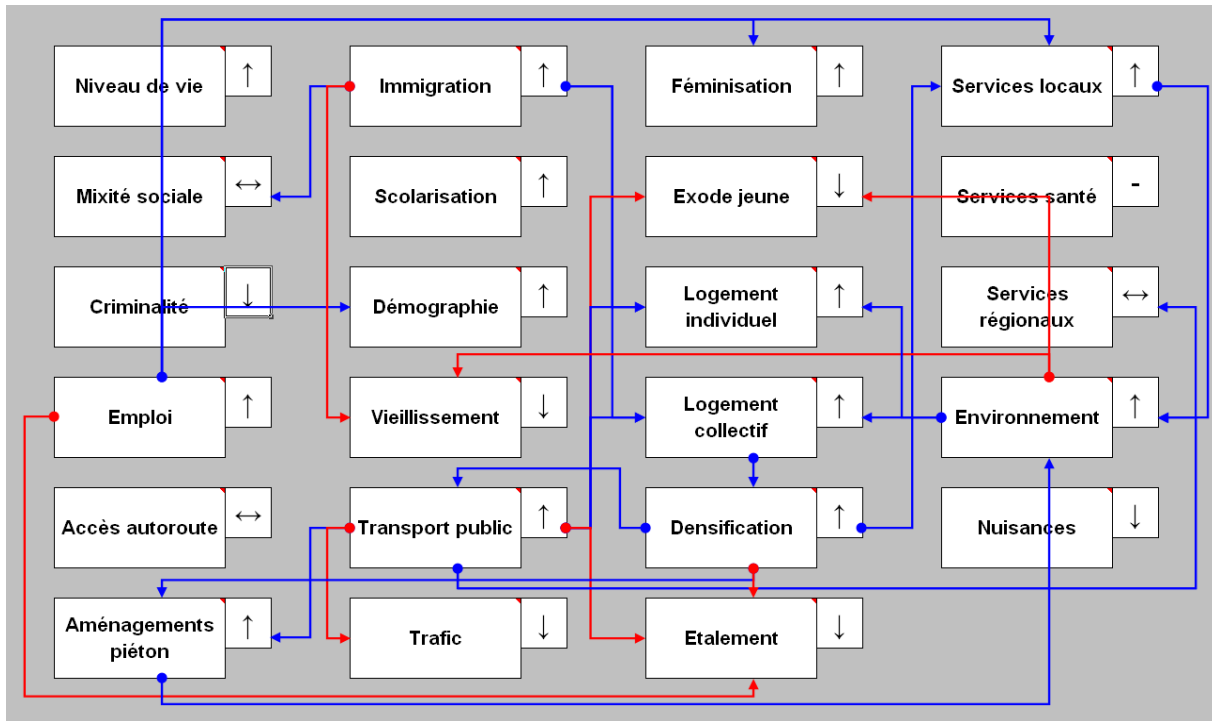 Niveau de vie ↑
Immigration ↑
Féminisation ↑
Services locaux ↑
Mixité sociale ↔
Scolarisation ↑
Exode jeune ↓
Services santé -
Criminalité ↓
Démographie ↑
Logement
individuel ↑
Services
régionaux ↔
Emploi ↑
Vieillissement ↓
Logement
collectif ↑
Environnement ↑
Accès autoroute ↔
Transport public ↑
Densification ↑
Nuisances ↓
Aménagements
piéton ↑
Trafic ↓
Etalement ↓